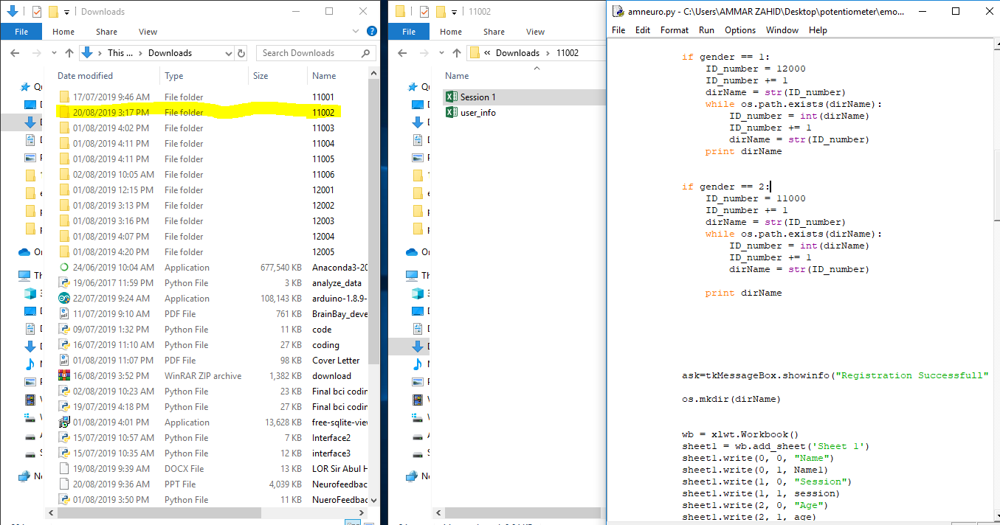 Downloads
File Home Share View
This ... Downloads
Search Downloads
Date modified Type Size Name
17/07/2019 9:46 AM File folder 11001
20/08/2019 3:17 PM File folder 11002
01/08/2019 4:02 PM File folder 11003
01/08/2019 4:11 PM File folder 11004
01/08/2019 4:11 PM File folder 11005
02/08/2019 10:05 AM File folder 11006
01/08/2019 12:15 PM File folder 12001
01/08/2019 3:13 PM File folder 12002
01/08/2019 3:16 PM File folder 12003
01/08/2019 4:07 PM File folder 12004
01/08/2019 4:20 PM File folder 12005
24/06/2019 10:04 AM Application 677,540 KB Anaconda3-20
19/06/2017 11:59 PM Python File 3 KB analyze_data
22/07/2019 9:24 AM Application 108,143 KB arduino-1.8.9-
11/07/2019 9:10 AM PDF File 761 KB BrainBay_deve
09/07/2019 1:32 PM Python File 11 KB code
16/07/2019 11:10 AM Python File 27 KB coding
01/08/2019 11:07 PM PDF File 98 KB Cover Letter
16/08/2019 3:52 PM WinRAR ZIP archive 1,382 KB download
02/08/2019 10:23 AM Python File 23 KB Final bci codin
19/07/2019 4:18 PM Python File 27 KB Final bci codin
01/08/2019 4:01 PM Application 13,628 KB free-sqlite-view
15/07/2019 10:57 AM Python File 7 KB Interface2
15/07/2019 10:35 AM Python File 12 KB interface3
19/08/2019 9:39 AM DOCX File 13 KB LOR Sir Abul H
20/08/2019 9:36 AM PPT File 4,039 KB Neurofeedbac
01/08/2019 3:50 PM Python File 11 KB NueroFeedbac
11002
File Home Share View
« Downloads 11002
Name
Session 1
user_info
amneuro.py - C:\Users\AMMAR ZAHID\Desktop\potentiometer\emo...
File Edit Format Run Options Window Help
if gender == 1:
ID_number = 12000
ID_number += 1
dirName = str(ID_number)
while os.path.exists(dirName):
ID_number = int(dirName)
ID_number += 1
dirName = str(ID_number)
print dirName
if gender == 2:
ID_number = 11000
ID_number += 1
dirName = str(ID_number)
while os.path.exists(dirName):
ID_number = int(dirName)
ID_number += 1
dirName = str(ID_number)
print dirName
ask=tkMessageBox.showinfo("Registration Successfull"
os.mkdir(dirName)
wb = xlwt.Workbook()
sheet1 = wb.add_sheet('Sheet 1')
sheet1.write(0, 0, "Name")
sheet1.write(0, 1, Name1)
sheet1.write(1, 0, "Session")
sheet1.write(1, 1, session)
sheet1.write(2, 0, "Age")
sheet1.write(2, 1, age)